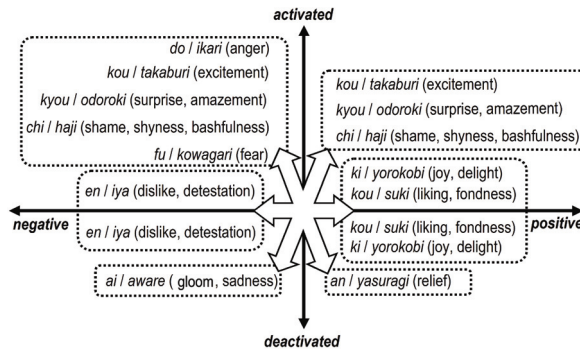 activated
do / ikari (anger)
kou / takaburi (excitement)
kyou / odoroki (surprise, amazement)
chi / haji (shame, shyness, bashfulness)
fu / kowagari (fear)
kou / takaburi (excitement)
kyou / odoroki (surprise, amazement)
chi / haji (shame, shyness, bashfulness)
en / iya (dislike, detestation)
ki / yorokobi (joy, delight)
kou / suki (liking, fondness)
negative
positive
en / iya (dislike, detestation)
kou / suki (liking, fondness)
ki / yorokobi (joy, delight)
ai / aware ( gloom, sadness)
an / yasuragi (relief)
deactivated